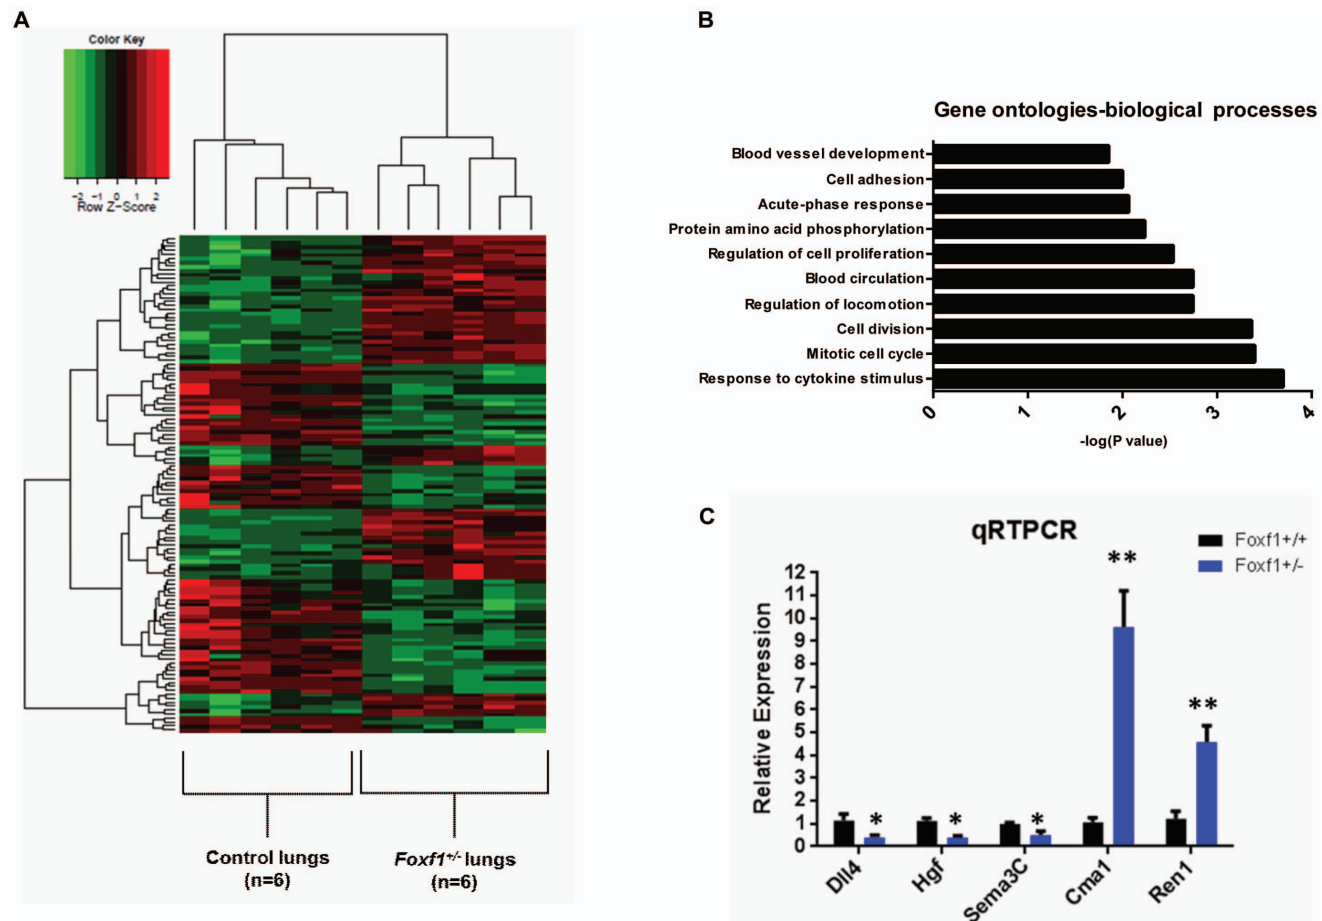 A
Color Key
−2 −1 0 1 2
Row Z−Score
Control lungs
(n=6)
Foxf1+/- lungs
(n=6)
B
Gene ontologies-biological processes
Blood vessel development
Cell adhesion
Acute-phase response
Protein amino acid phosphorylation
Regulation of cell proliferation
Blood circulation
Regulation of locomotion
Cell division
Mitotic cell cycle
Response to cytokine stimulus
0 1 2 3 4
-log(P value)
C
qRTPCR
Foxf1+/+
Foxf1+/-
Relative Expression
12
11
10
9
8
7
6
5
4
3
2
1
0
* * * ** **
Dll4 Hgf Sema3C Cma1 Ren1